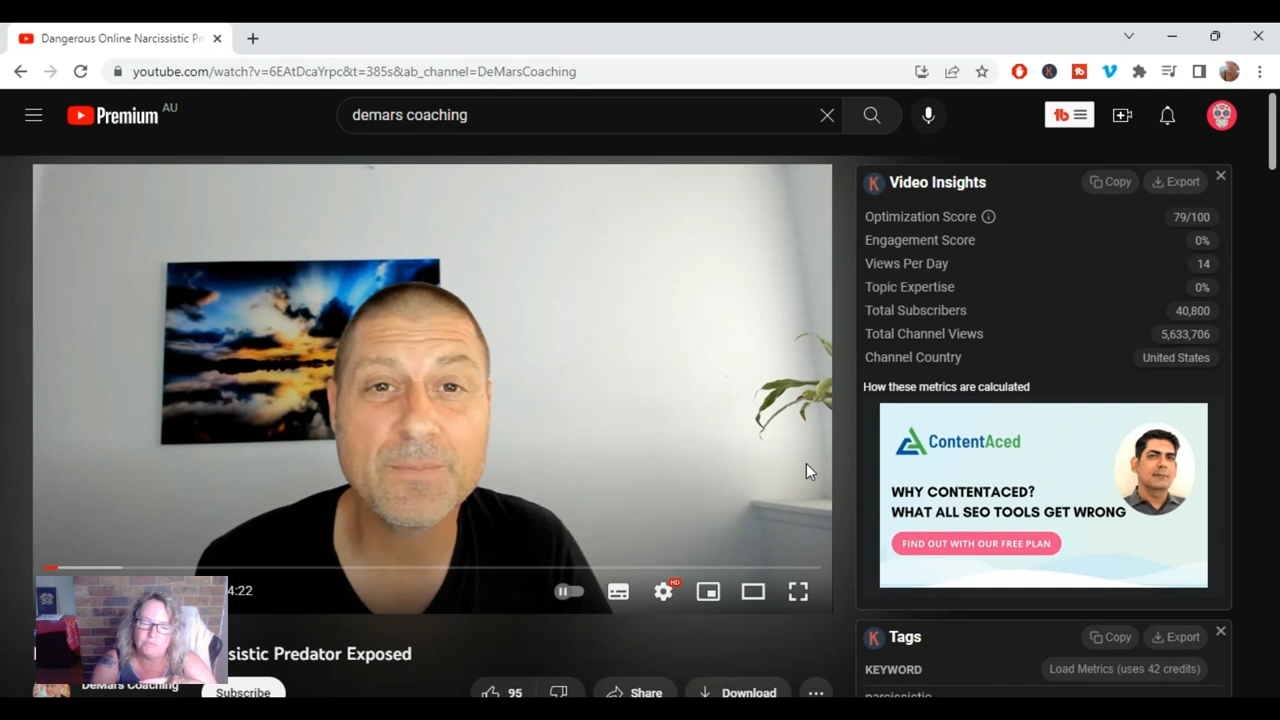 Dangerous Online Narcissistic Pr
youtube.com/watch?v=6EAtDcaYrpc&t=385s&ab_channel=DeMarsCoaching
Premium AU
demars coaching
Video Insights
Copy
Export
Optimization Score
79/100
Engagement Score
0%
Views Per Day
14
Topic Expertise
0%
Total Subscribers
40,800
Total Channel Views
5,633,706
Channel Country
United States
How these metrics are calculated
ContentAced
WHY CONTENTACED?
WHAT ALL SEO TOOLS GET WRONG
FIND OUT WITH OUR FREE PLAN
4:22
HD
sistic Predator Exposed
DeMars Coaching
Subscribe
95
Share
Download
Tags
Copy
Export
KEYWORD
Load Metrics (uses 42 credits)
narcissistic